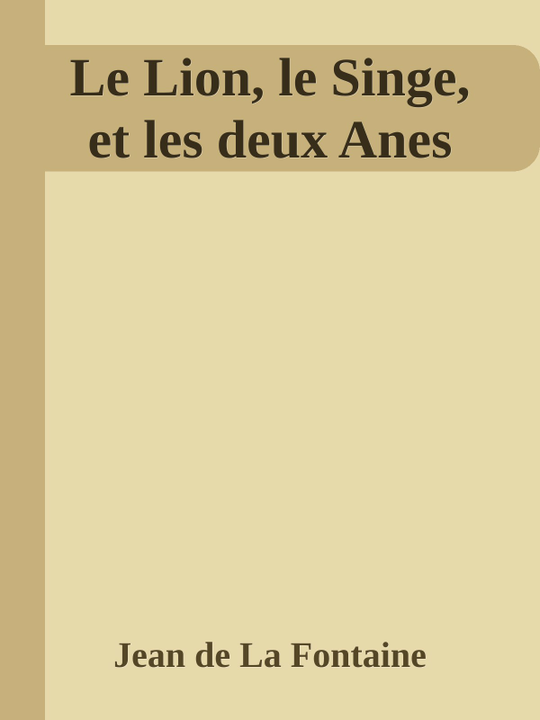 Le Lion, le Singe,
et les deux Anes
Jean de La Fontaine